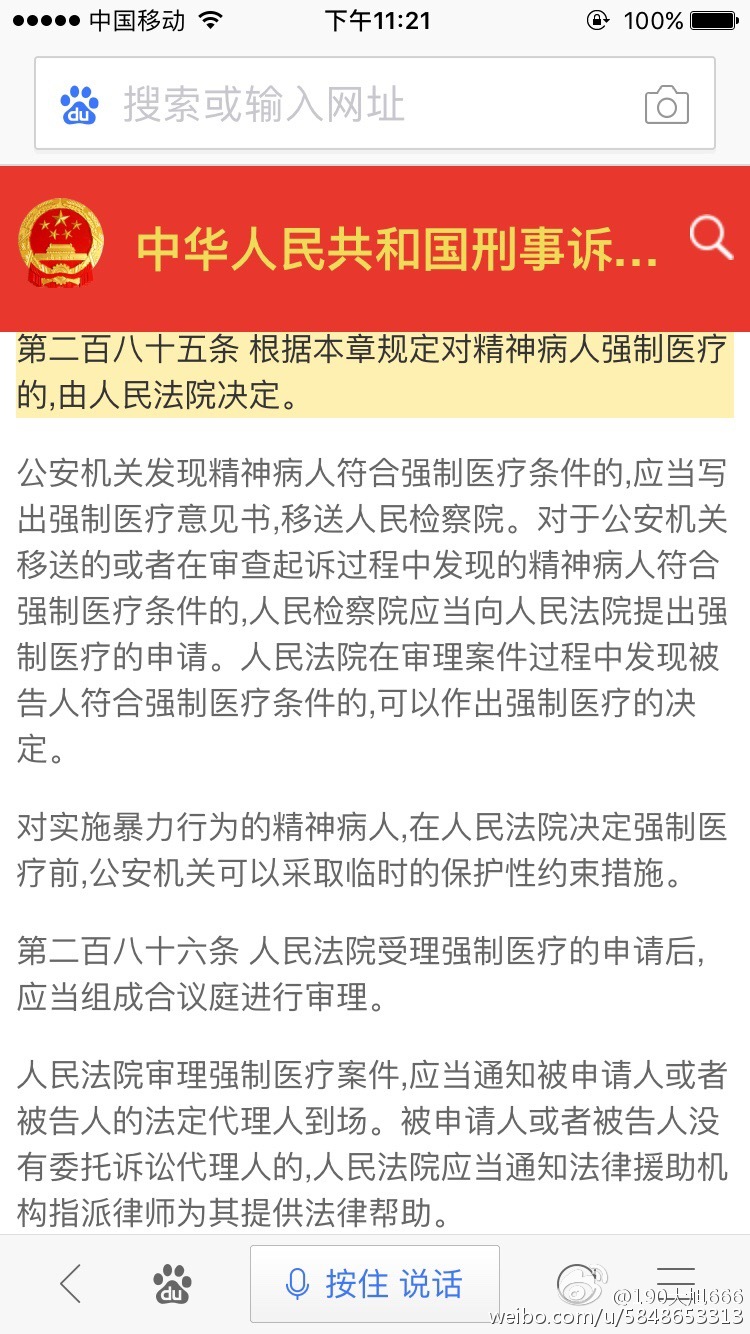 中国移动 下午11:21 100%
du 搜索或输入网址
中华人民共和国刑事诉...
第二百八十五条 根据本章规定对精神病人强制医疗
的,由人民法院决定。
公安机关发现精神病人符合强制医疗条件的,应当写
出强制医疗意见书,移送人民检察院。对于公安机关
移送的或者在审查起诉过程中发现的精神病人符合
强制医疗条件的,人民检察院应当向人民法院提出强
制医疗的申请。人民法院在审理案件过程中发现被
告人符合强制医疗条件的,可以作出强制医疗的决
定。
对实施暴力行为的精神病人,在人民法院决定强制医
疗前,公安机关可以采取临时的保护性约束措施。
第二百八十六条 人民法院受理强制医疗的申请后,
应当组成合议庭进行审理。
人民法院审理强制医疗案件,应当通知被申请人或者
被告人的法定代理人到场。被申请人或者被告人没
有委托诉讼代理人的,人民法院应当通知法律援助机
构指派律师为其提供法律帮助。
du 按住 说话
weibo.com/u/5848653313